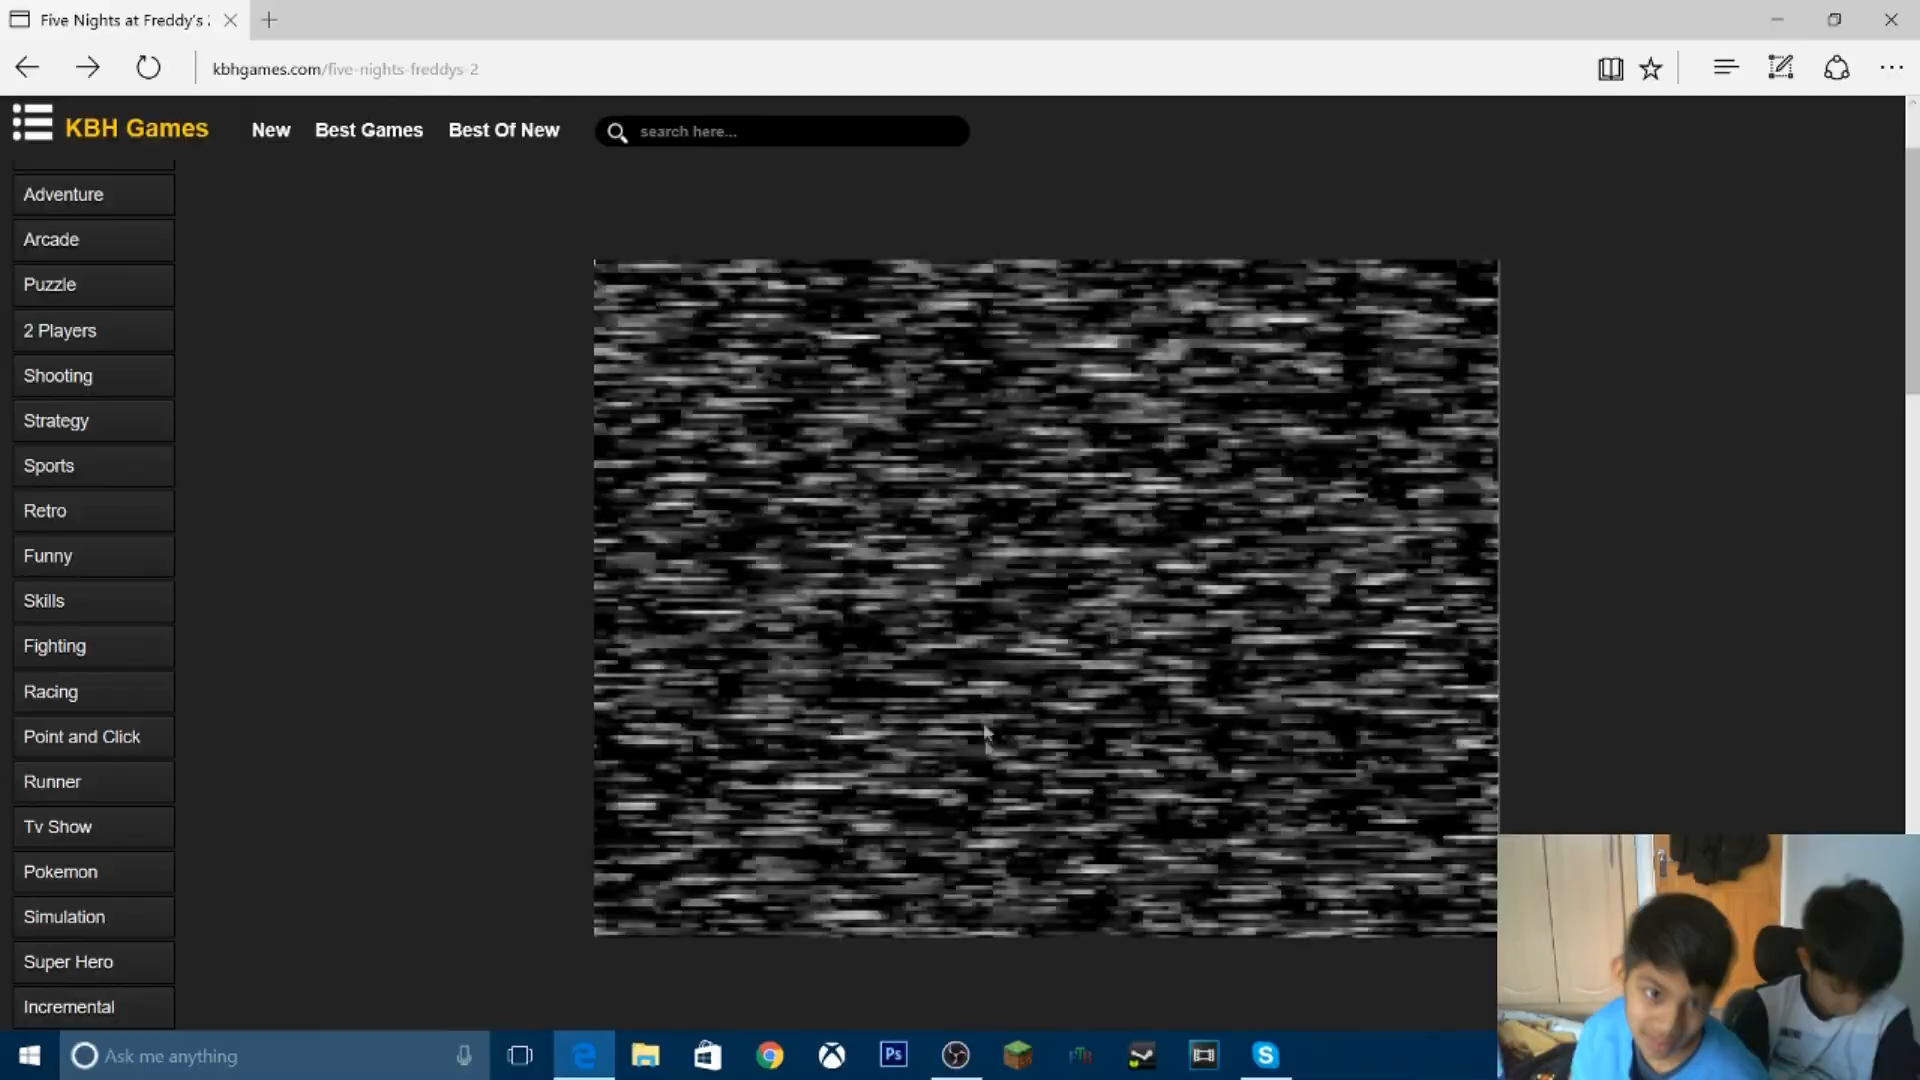 Five Nights at Freddy's
kbhgames.com/five-nights-freddys-2
KBH Games
New
Best Games
Best Of New
search here...
Adventure
Arcade
Puzzle
2 Players
Shooting
Strategy
Sports
Retro
Funny
Skills
Fighting
Racing
Point and Click
Runner
Tv Show
Pokemon
Simulation
Super Hero
Incremental
Ask me anything
Ps